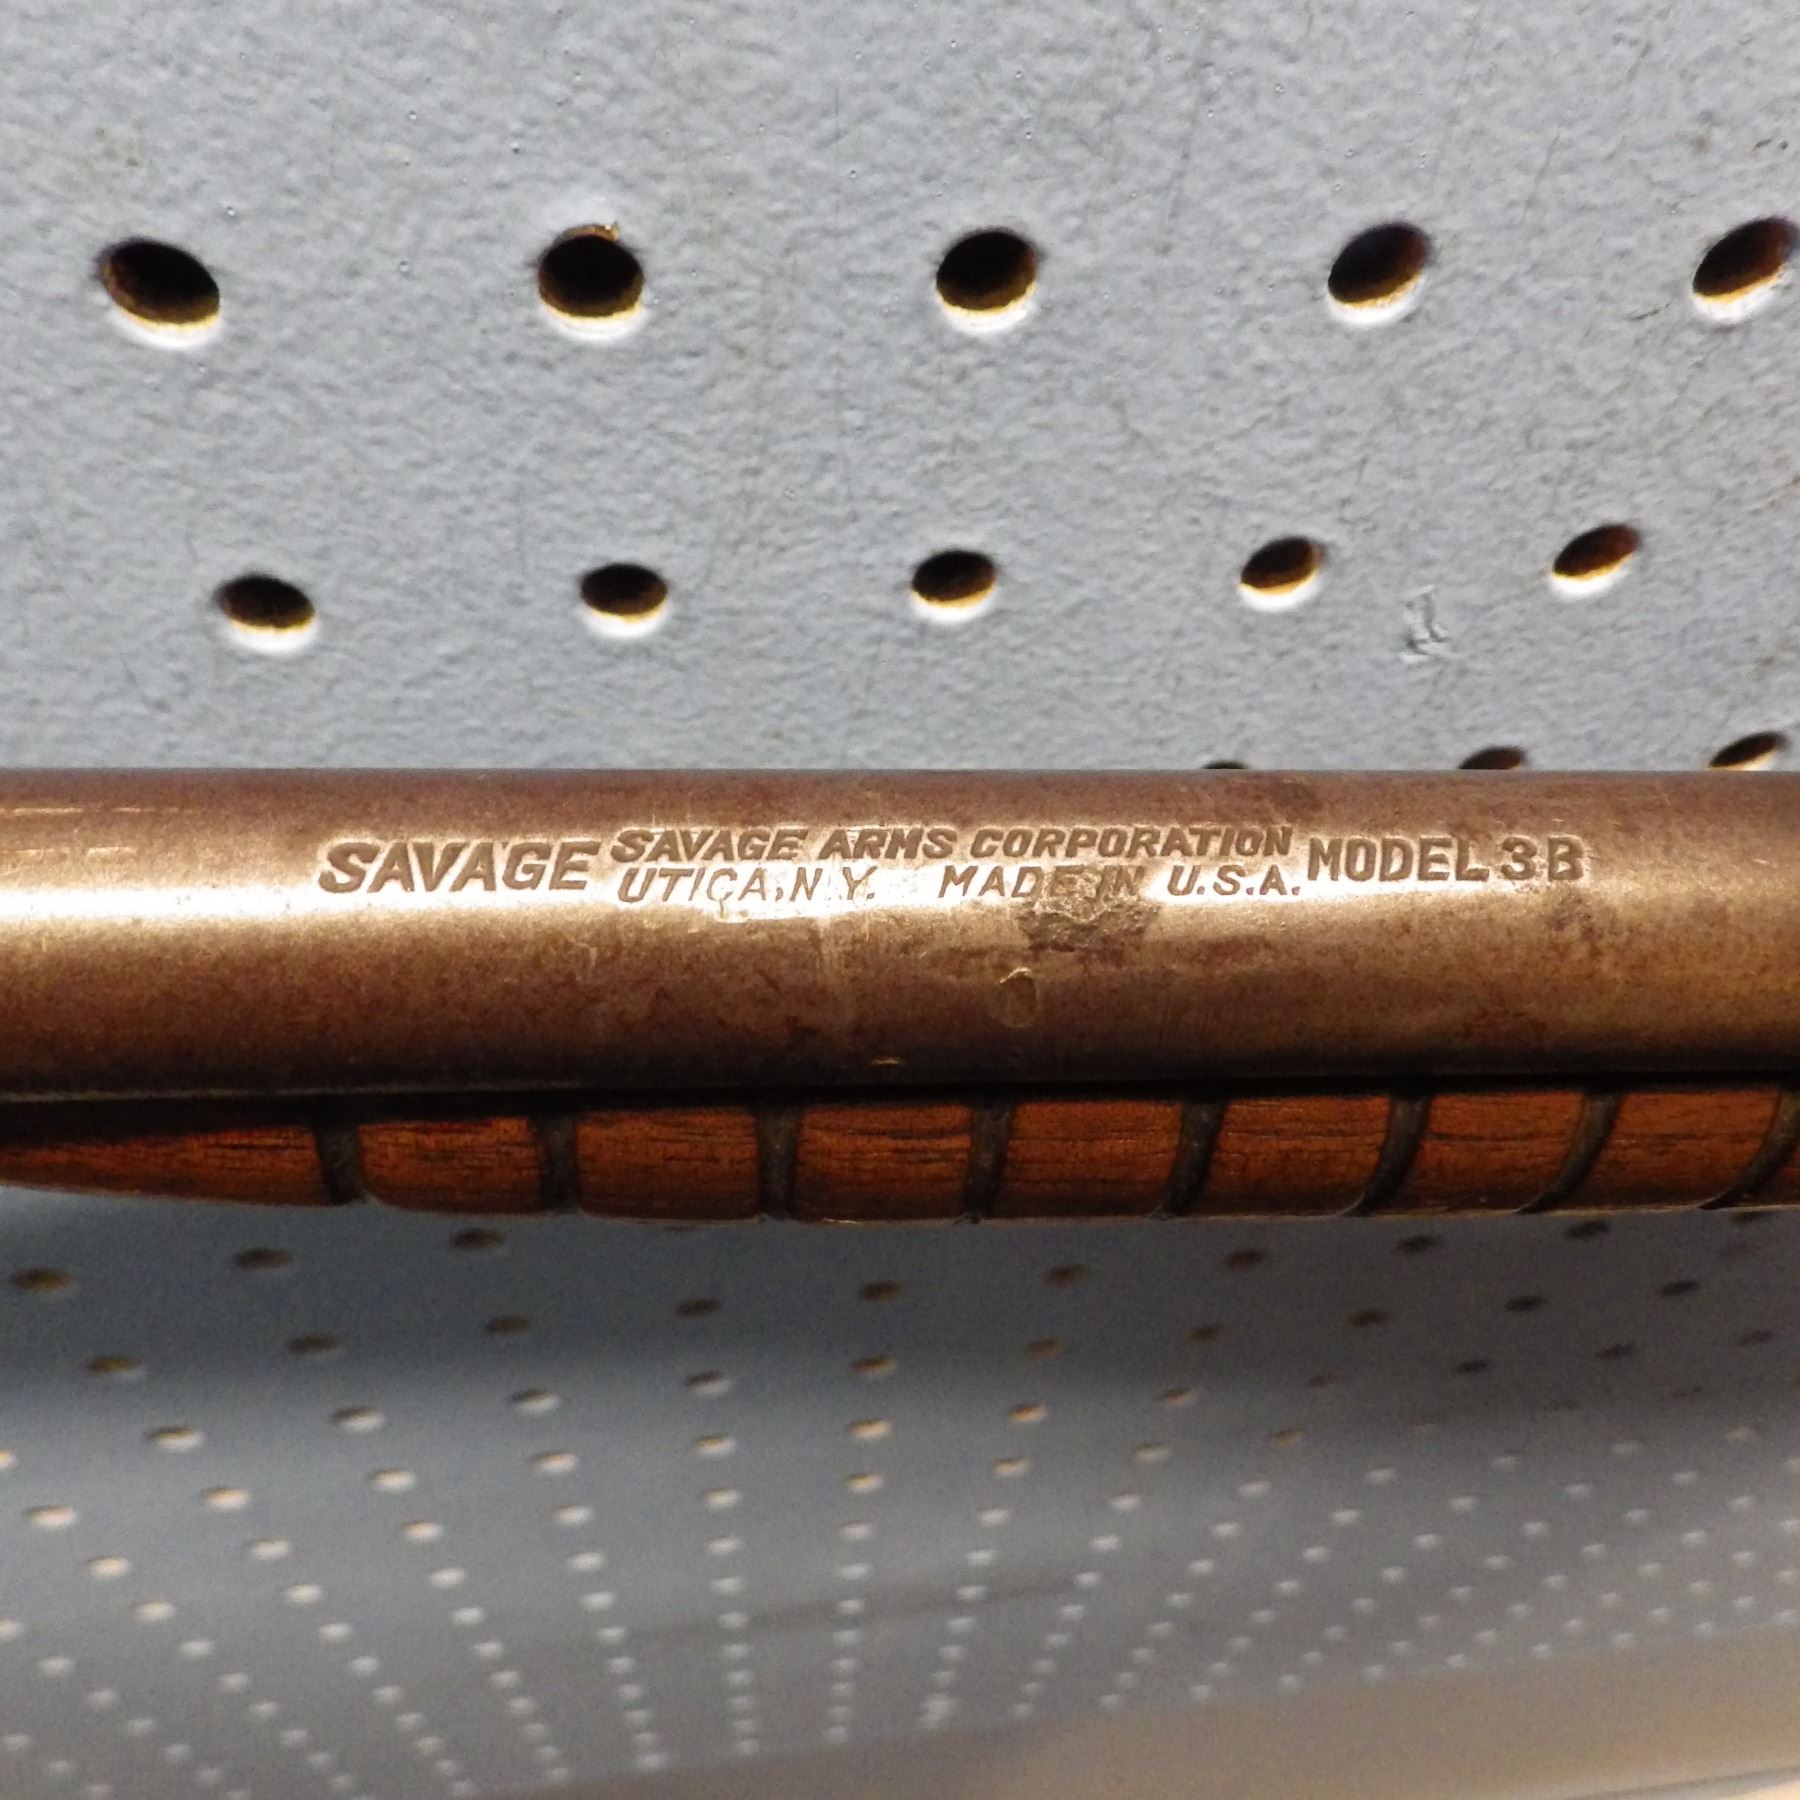 SAVAGE SAVAGE ARMS CORPORATION MODEL 3B
UTICA, N.Y. MADE IN U.S.A.